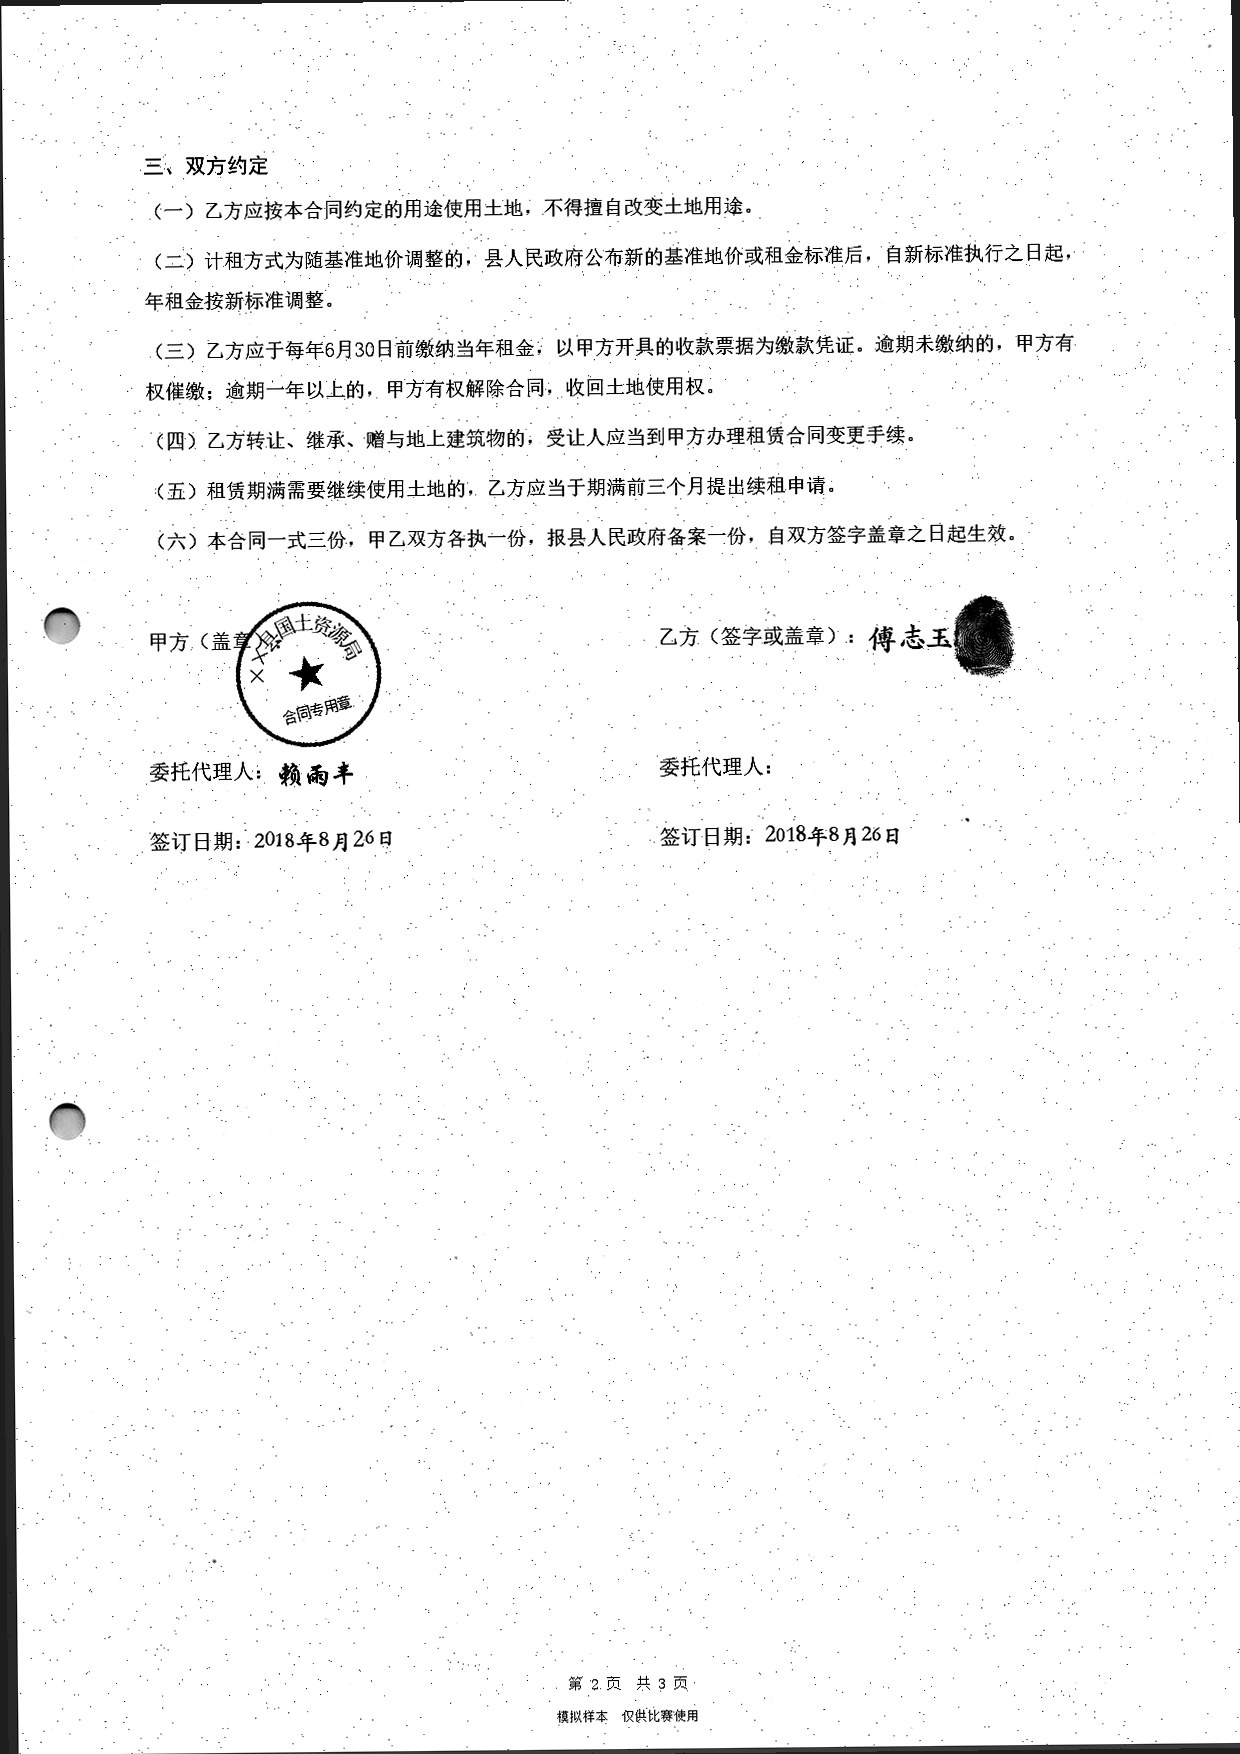 三、双方约定
（一）乙方应按本合同约定的用途使用土地，不得擅自改变土地用途。
（二）计租方式为随基准地价调整的，县人民政府公布新的基准地价或租金标准后，自新标准执行之日起，
年租金按新标准调整。
（三）乙方应于每年6月30日前缴纳当年租金，以甲方开具的收款票据为缴款凭证。逾期未缴纳的，甲方有
权催缴；逾期一年以上的，甲方有权解除合同，收回土地使用权。
（四）乙方转让、继承、赠与地上建筑物的，受让人应当到甲方办理租赁合同变更手续。
（五）租赁期满需要继续使用土地的，乙方应当于期满前三个月提出续租申请。
（六）本合同一式三份，甲乙双方各执一份，报县人民政府备案一份，自双方签字盖章之日起生效。
甲方（盖章
××县国土资源局
合同专用章
乙方（签字或盖章）：傅志玉
委托代理人：赖雨丰
委托代理人：
签订日期：2018年8月26日
签订日期：2018年8月26日
第 2 页 共 3 页
模拟样本 仅供比赛使用